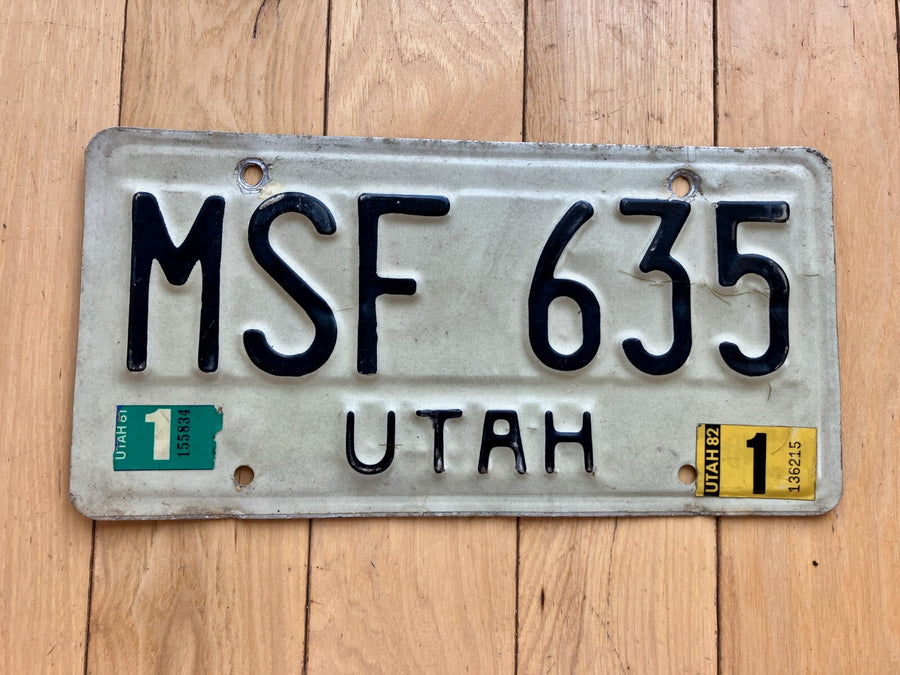 MSF 635
UTAH
UTAH 81
1
155834
UTAH 82
1
136215